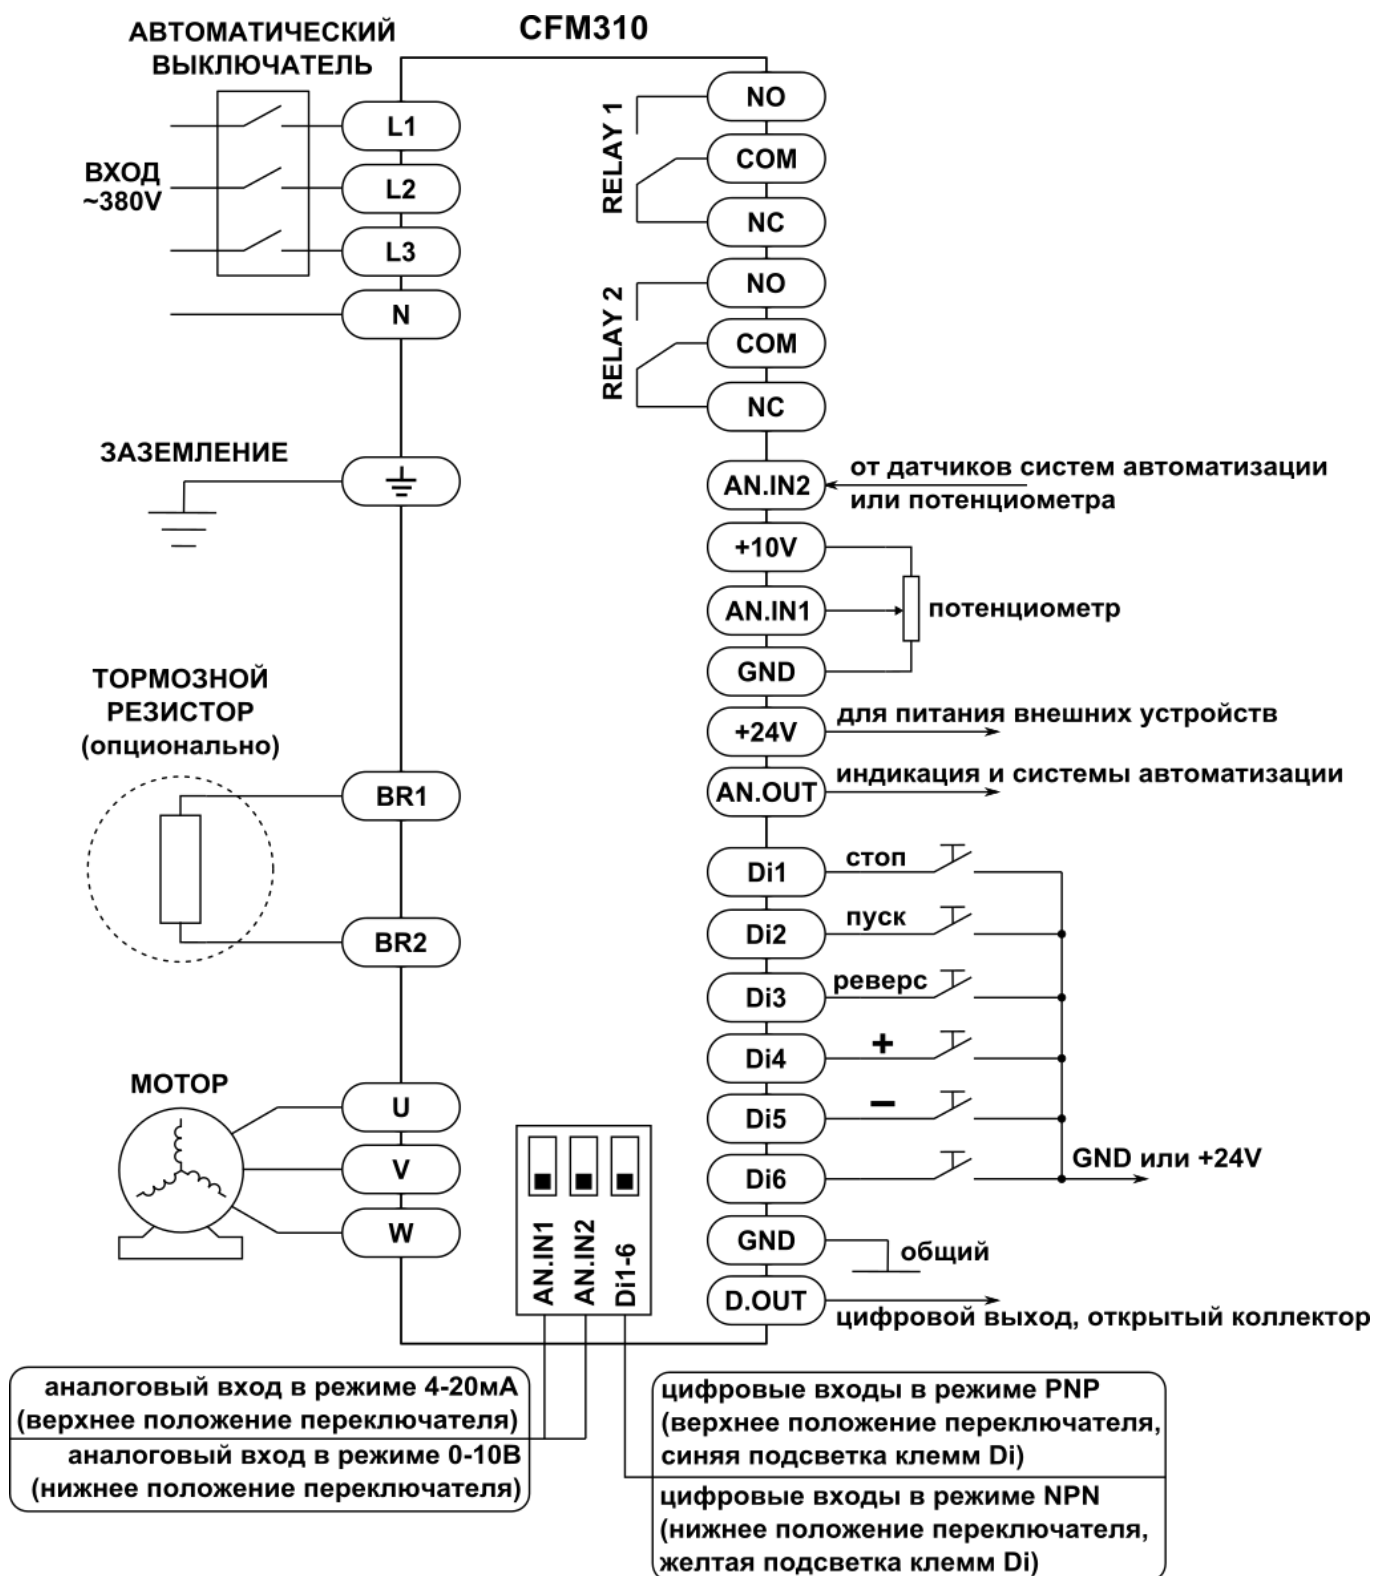 CFM310
АВТОМАТИЧЕСКИЙ
ВЫКЛЮЧАТЕЛЬ
ВХОД
~380V
L1
L2
L3
N
ЗАЗЕМЛЕНИЕ
ТОРМОЗНОЙ
РЕЗИСТОР
(опционально)
BR1
BR2
МОТОР
U
V
W
RELAY 1
NO
COM
NC
RELAY 2
NO
COM
NC
AN.IN2
от датчиков систем автоматизации
или потенциометра
+10V
AN.IN1
потенциометр
GND
+24V
для питания внешних устройств
AN.OUT
индикация и системы автоматизации
Di1
стоп
Di2
пуск
Di3
реверс
Di4
+
Di5
–
Di6
GND или +24V
GND
общий
D.OUT
цифровой выход, открытый коллектор
AN.IN1
AN.IN2
Di1-6
аналоговый вход в режиме 4-20мА
(верхнее положение переключателя)
аналоговый вход в режиме 0-10В
(нижнее положение переключателя)
цифровые входы в режиме PNP
(верхнее положение переключателя,
синяя подсветка клемм Di)
цифровые входы в режиме NPN
(нижнее положение переключателя,
желтая подсветка клемм Di)